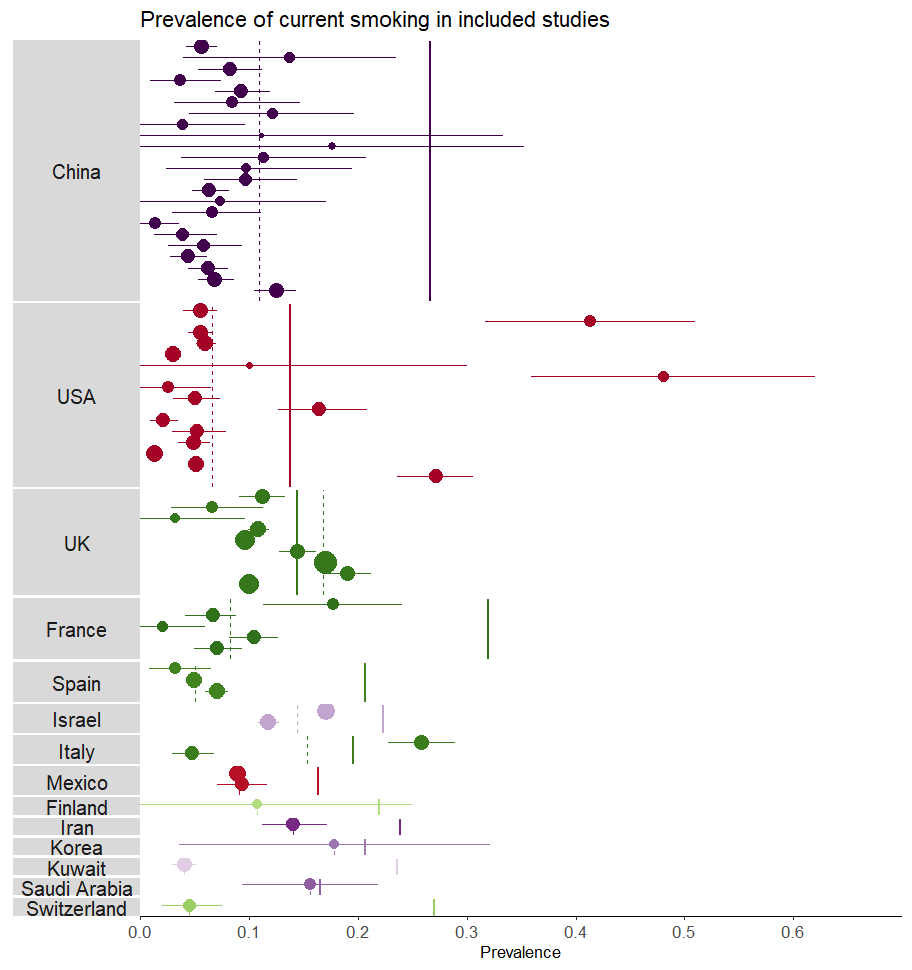 Prevalence of current smoking in included studies
China
USA
UK
France
Spain
Israel
Italy
Mexico
Finland
Iran
Korea
Kuwait
Saudi Arabia
Switzerland
0.0 0.1 0.2 0.3 0.4 0.5 0.6
Prevalence